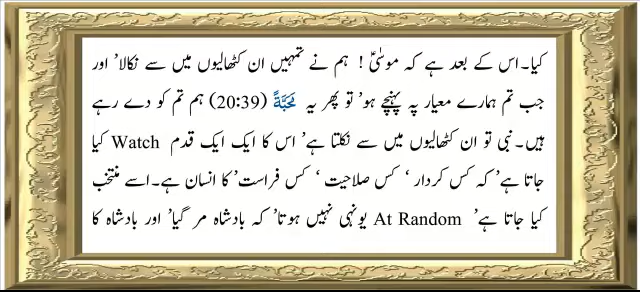 کیا۔اس کے بعد ہے کہ موسٰیؑ ! ہم نے تمہیں ان کٹھالیوں میں سے نکالا’ اور
جب تم ہمارے معیار پہ پہنچے ہو’ تو پھر یہ مَحَبَّةً (20:39) ہم تم کو دے رہے
ہیں۔نبی تو ان کٹھالیوں میں سے نکلتا ہے’ اس کا ایک ایک قدم Watch کیا
جاتا ہے’ کہ کس کردار ‘ کس صلاحیت ‘ کس فراست’ کا انسان ہے۔اسے منتخب
کیا جاتا ہے’ At Random یونہی نہیں ہوتا’ کہ بادشاہ مر گیا’ اور بادشاہ کا